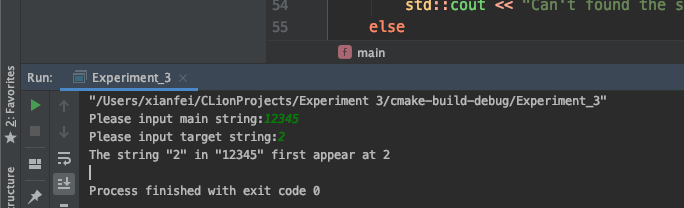 54
std::cout << "Can't found the s
55
else
main
Run:
Experiment_3
"/Users/xianfei/CLionProjects/Experiment 3/cmake-build-debug/Experiment_3"
Please input main string:12345
Please input target string:2
The string "2" in "12345" first appear at 2
Process finished with exit code 0
2: Favorites
ructure